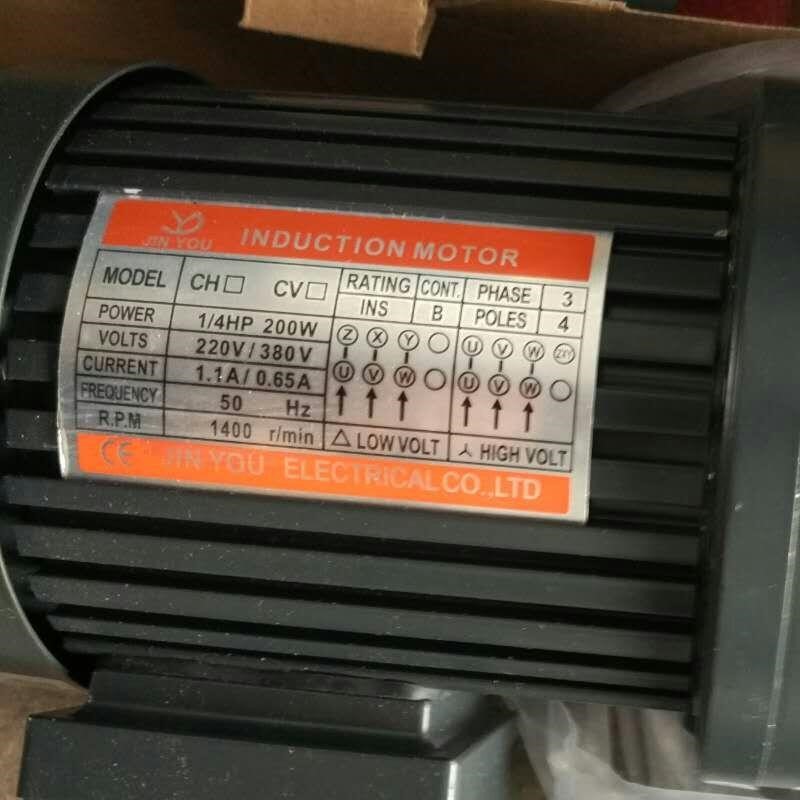 JIN YOU INDUCTION MOTOR
MODEL CH□ CV□ RATING CONT. PHASE 3
INS B POLES 4
POWER 1/4HP 200W
VOLTS 220V/380V
CURRENT 1.1A/0.65A
FREQUENCY 50 Hz
R.P.M 1400 r/min
Z X Y U V W ZXY
U V W U V W
△ LOW VOLT ⅄ HIGH VOLT
CE JIN YOU ELECTRICAL CO.,LTD